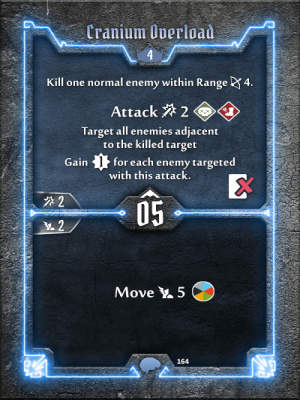 Cranium Overload
4
Kill one normal enemy within Range 4.
Attack 2
Target all enemies adjacent
to the killed target
Gain 1 for each enemy targeted
with this attack.
2
05
2
Move 5
164